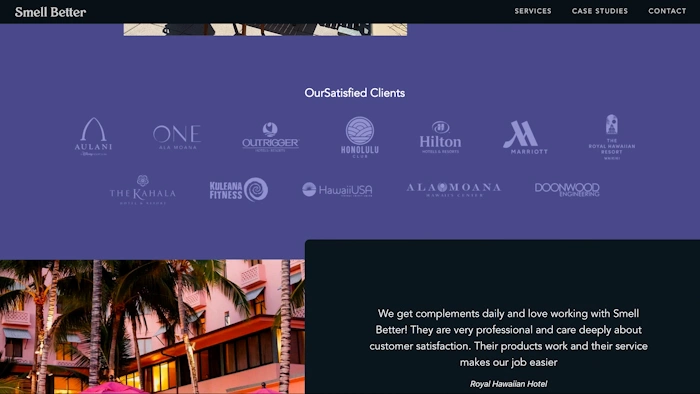 Smell Better
SERVICES CASE STUDIES CONTACT
OurSatisfied Clients
AULANI
ONE
ALA MOANA
OUTRIGGER
HOTELS · RESORTS
HONOLULU
CLUB
Hilton
HOTELS & RESORTS
MARRIOTT
THE
ROYAL HAWAIIAN
RESORT
WAIKIKI
THE KAHALA
HOTEL & RESORT
KULEANA
FITNESS
HawaiiUSA
ALA MOANA
HAWAII'S CENTER
DOONWOOD
ENGINEERING
We get complements daily and love working with Smell
Better! They are very professional and care deeply about
customer satisfaction. Their products work and their service
makes our job easier
Royal Hawaiian Hotel